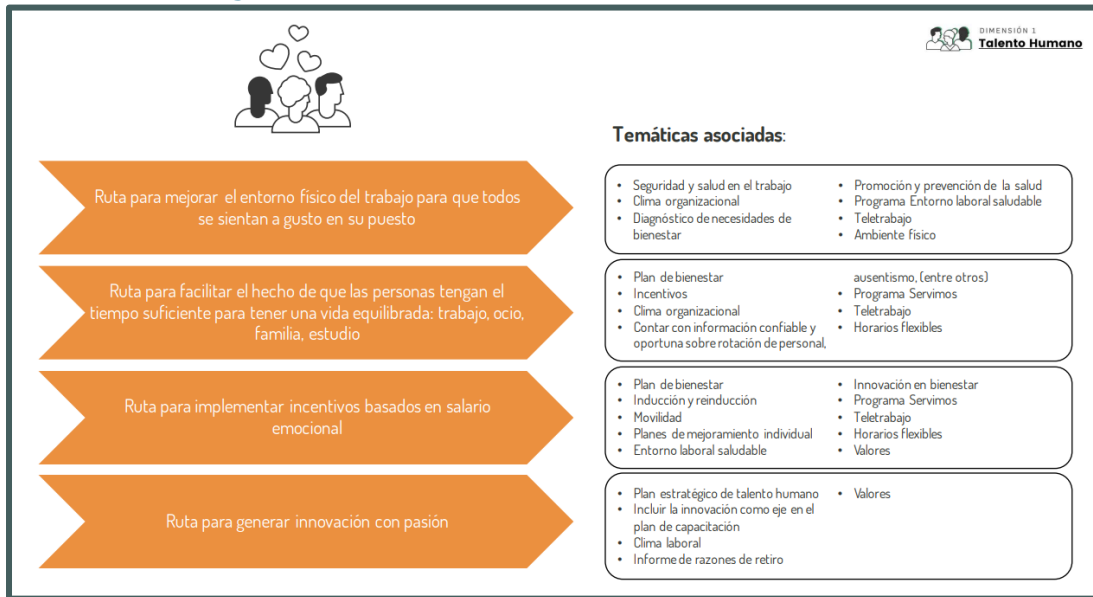 DIMENSIÓN 1
Talento Humano
Temáticas asociadas:
Ruta para mejorar el entorno físico del trabajo para que todos
se sientan a gusto en su puesto
• Seguridad y salud en el trabajo
• Clima organizacional
• Diagnóstico de necesidades de
bienestar
• Promoción y prevención de la salud
• Programa Entorno laboral saludable
• Teletrabajo
• Ambiente físico
Ruta para facilitar el hecho de que las personas tengan el
tiempo suficiente para tener una vida equilibrada: trabajo, ocio,
familia, estudio
• Plan de bienestar
• Incentivos
• Clima organizacional
• Contar con información confiable y
oportuna sobre rotación de personal,
ausentismo, (entre otros)
• Programa Servimos
• Teletrabajo
• Horarios flexibles
Ruta para implementar incentivos basados en salario
emocional
• Plan de bienestar
• Inducción y reinducción
• Movilidad
• Planes de mejoramiento individual
• Entorno laboral saludable
• Innovación en bienestar
• Programa Servimos
• Teletrabajo
• Horarios flexibles
• Valores
Ruta para generar innovación con pasión
• Plan estratégico de talento humano
• Incluir la innovación como eje en el
plan de capacitación
• Clima laboral
• Informe de razones de retiro
• Valores